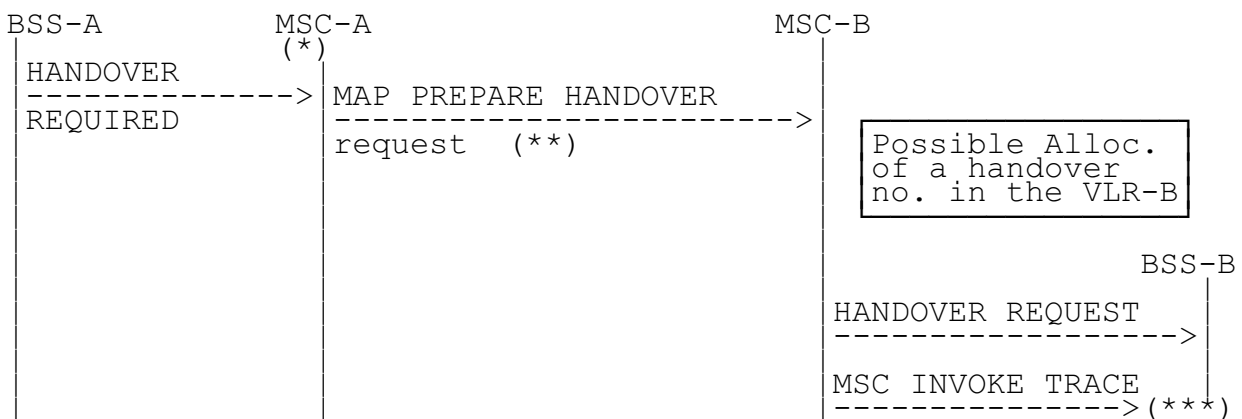 BSS-A MSC-A MSC-B
(*)
HANDOVER
REQUIRED
MAP PREPARE HANDOVER
request (**)
Possible Alloc.
of a handover
no. in the VLR-B
BSS-B
HANDOVER REQUEST
MSC INVOKE TRACE
(***)